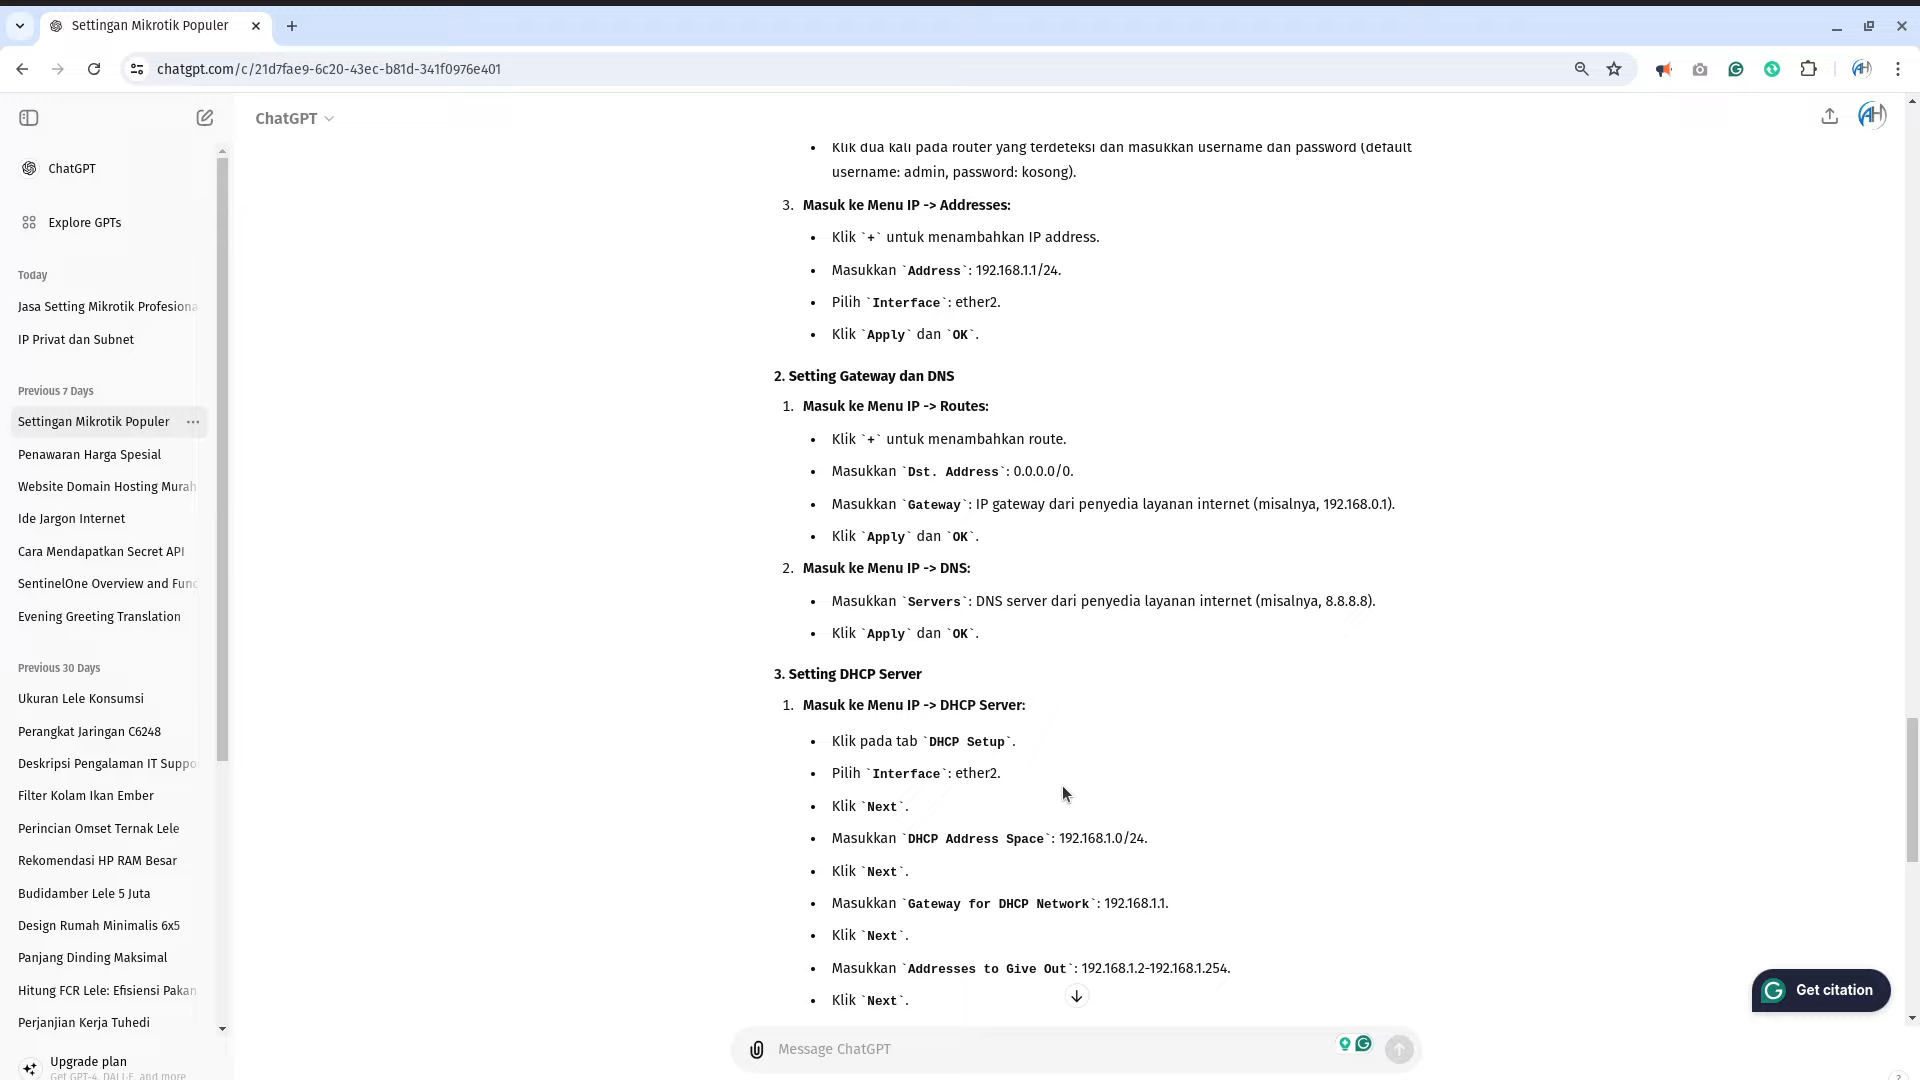 Settingan Mikrotik Populer
chatgpt.com/c/21d7fae9-6c20-43ec-b81d-341f0976e401
ChatGPT
ChatGPT
Explore GPTs
Today
Jasa Setting Mikrotik Profesiona
IP Privat dan Subnet
Previous 7 Days
Settingan Mikrotik Populer
Penawaran Harga Spesial
Website Domain Hosting Murah
Ide Jargon Internet
Cara Mendapatkan Secret API
SentinelOne Overview and Func
Evening Greeting Translation
Previous 30 Days
Ukuran Lele Konsumsi
Perangkat Jaringan C6248
Deskripsi Pengalaman IT Suppo
Filter Kolam Ikan Ember
Perincian Omset Ternak Lele
Rekomendasi HP RAM Besar
Budidamber Lele 5 Juta
Design Rumah Minimalis 6x5
Panjang Dinding Maksimal
Hitung FCR Lele: Efisiensi Pakan
Perjanjian Kerja Tuhedi
Upgrade plan
Get GPT-4, DALL·E, and more
• Klik dua kali pada router yang terdeteksi dan masukkan username dan password (default
username: admin, password: kosong).
3. Masuk ke Menu IP -> Addresses:
• Klik `+` untuk menambahkan IP address.
• Masukkan `Address`: 192.168.1.1/24.
• Pilih `Interface`: ether2.
• Klik `Apply` dan `OK`.
2. Setting Gateway dan DNS
1. Masuk ke Menu IP -> Routes:
• Klik `+` untuk menambahkan route.
• Masukkan `Dst. Address`: 0.0.0.0/0.
• Masukkan `Gateway`: IP gateway dari penyedia layanan internet (misalnya, 192.168.0.1).
• Klik `Apply` dan `OK`.
2. Masuk ke Menu IP -> DNS:
• Masukkan `Servers`: DNS server dari penyedia layanan internet (misalnya, 8.8.8.8).
• Klik `Apply` dan `OK`.
3. Setting DHCP Server
1. Masuk ke Menu IP -> DHCP Server:
• Klik pada tab `DHCP Setup`.
• Pilih `Interface`: ether2.
• Klik `Next`.
• Masukkan `DHCP Address Space`: 192.168.1.0/24.
• Klik `Next`.
• Masukkan `Gateway for DHCP Network`: 192.168.1.1.
• Klik `Next`.
• Masukkan `Addresses to Give Out`: 192.168.1.2-192.168.1.254.
• Klik `Next`.
Get citation
Message ChatGPT
AH
AH
?